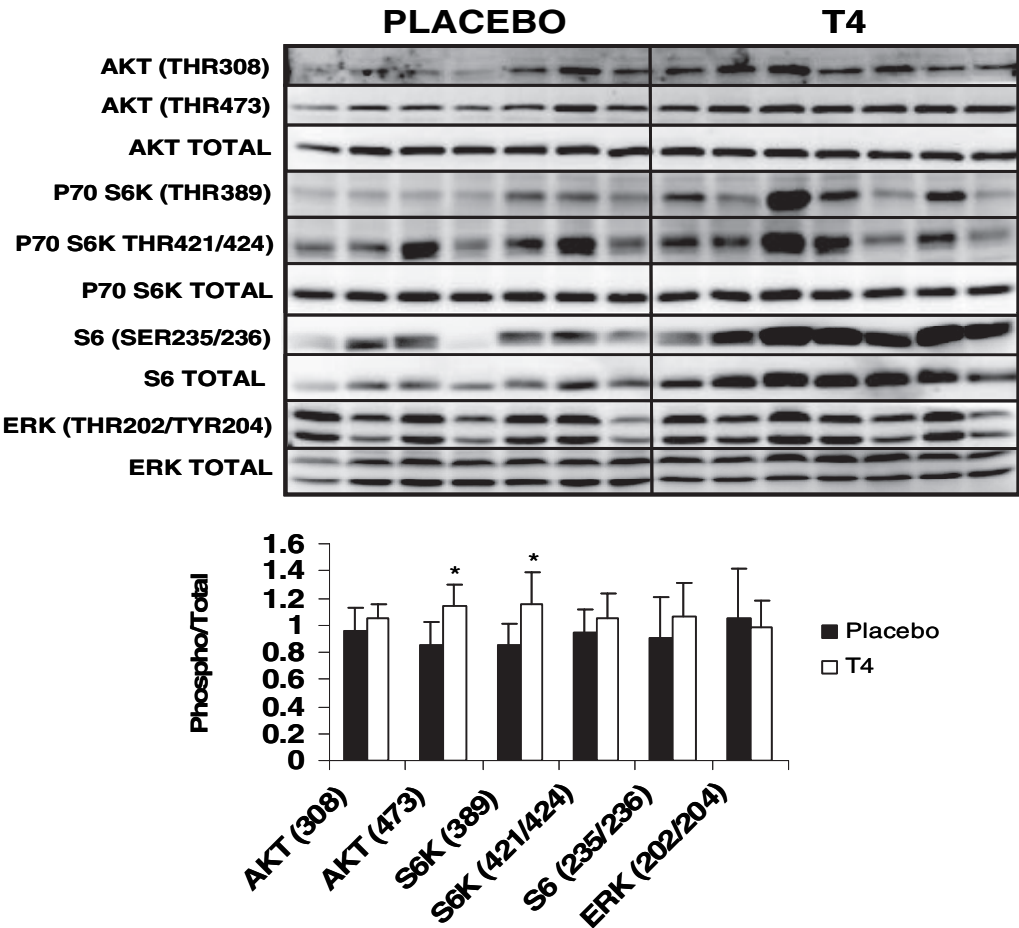 PLACEBO T4
AKT (THR308)
AKT (THR473)
AKT TOTAL
P70 S6K (THR389)
P70 S6K THR421/424)
P70 S6K TOTAL
S6 (SER235/236)
S6 TOTAL
ERK (THR202/TYR204)
ERK TOTAL
1.6
1.4
1.2
1
0.8
0.6
0.4
0.2
0
Phospho/Total
* *
Placebo
T4
AKT (308)
AKT (473)
S6K (389)
S6K (421/424)
S6 (235/236)
ERK (202/204)